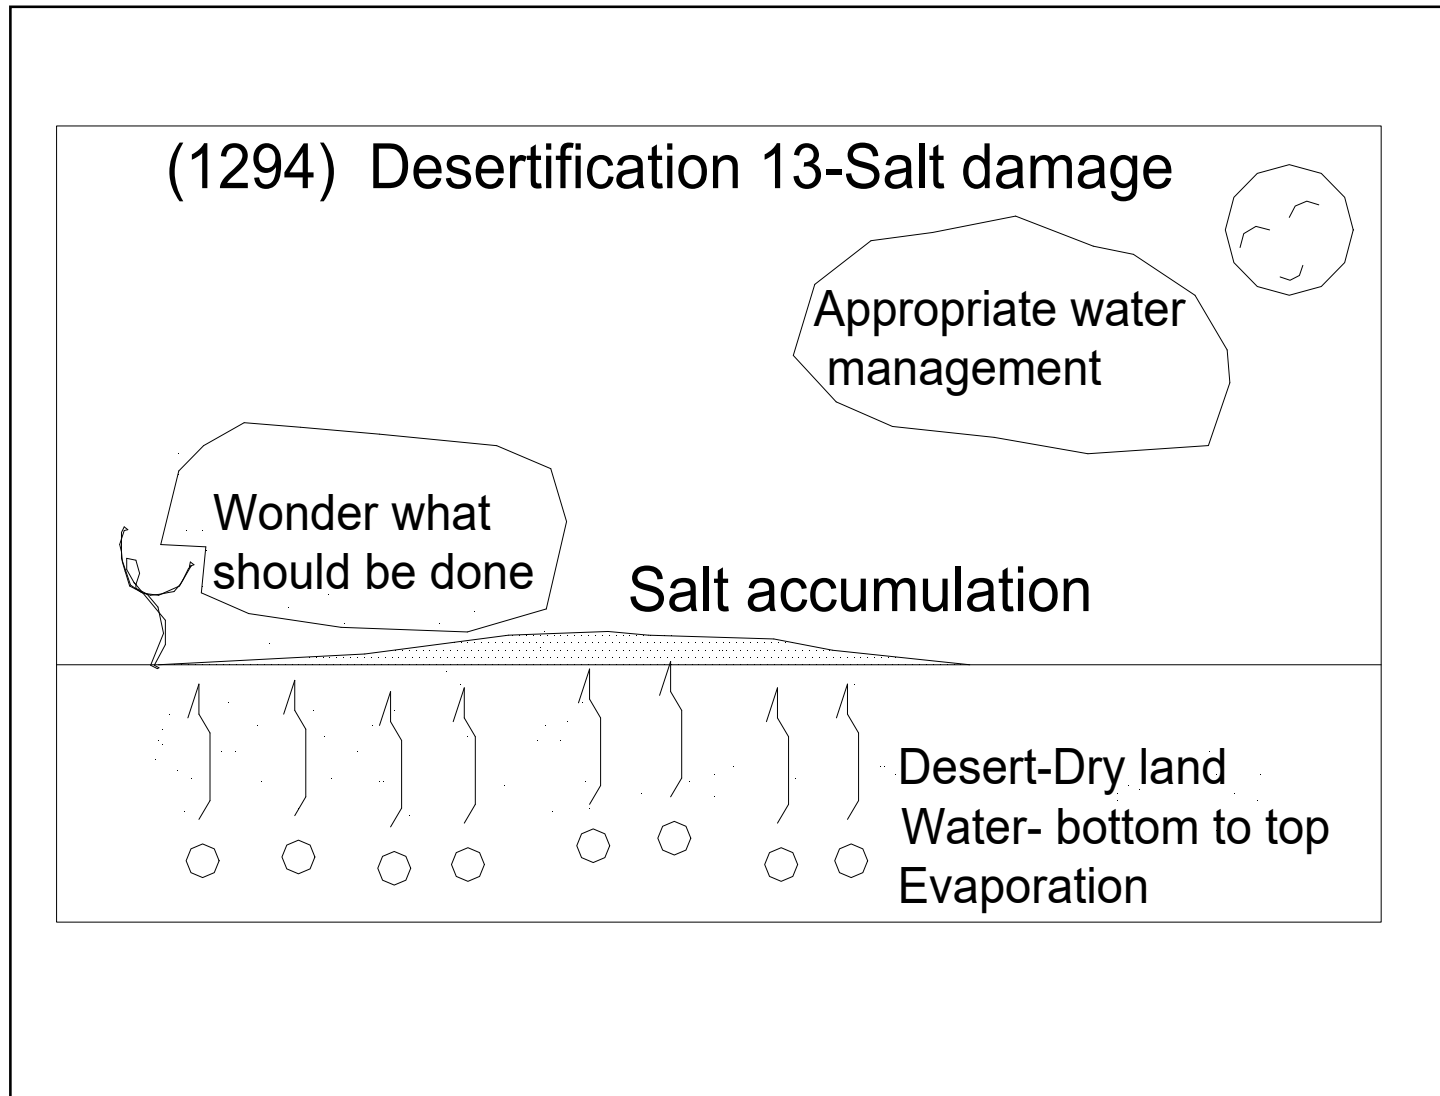 (1294) Desertification 13-Salt damage
Appropriate water
management
Wonder what
should be done
Salt accumulation
Desert-Dry land
Water- bottom to top
Evaporation